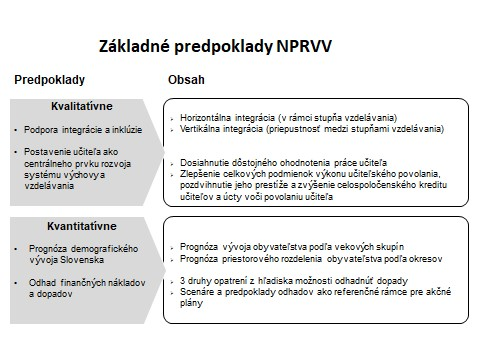 Základné predpoklady NPRVV
Predpoklady
Obsah
Kvalitatívne
• Podpora integrácie a inklúzie
• Postavenie učiteľa ako
centrálneho prvku rozvoja
systému výchovy a
vzdelávania
➢ Horizontálna integrácia (v rámci stupňa vzdelávania)
➢ Vertikálna integrácia (priepustnosť medzi stupňami vzdelávania)
➢ Dosiahnutie dôstojného ohodnotenia práce učiteľa
➢ Zlepšenie celkových podmienok výkonu učiteľského povolania,
pozdvihnutie jeho prestíže a zvýšenie celospoločenského kreditu
učiteľov a úcty voči povolaniu učiteľa
Kvantitatívne
• Prognóza demografického
vývoja Slovenska
• Odhad finančných nákladov
a dopadov
➢ Prognóza vývoja obyvateľstva podľa vekových skupín
➢ Prognóza priestorového rozdelenia obyvateľstva podľa okresov
➢ 3 druhy opatrení z hľadiska možnosti odhadnúť dopady
➢ Scenáre a predpoklady odhadov ako referenčné rámce pre akčné
plány